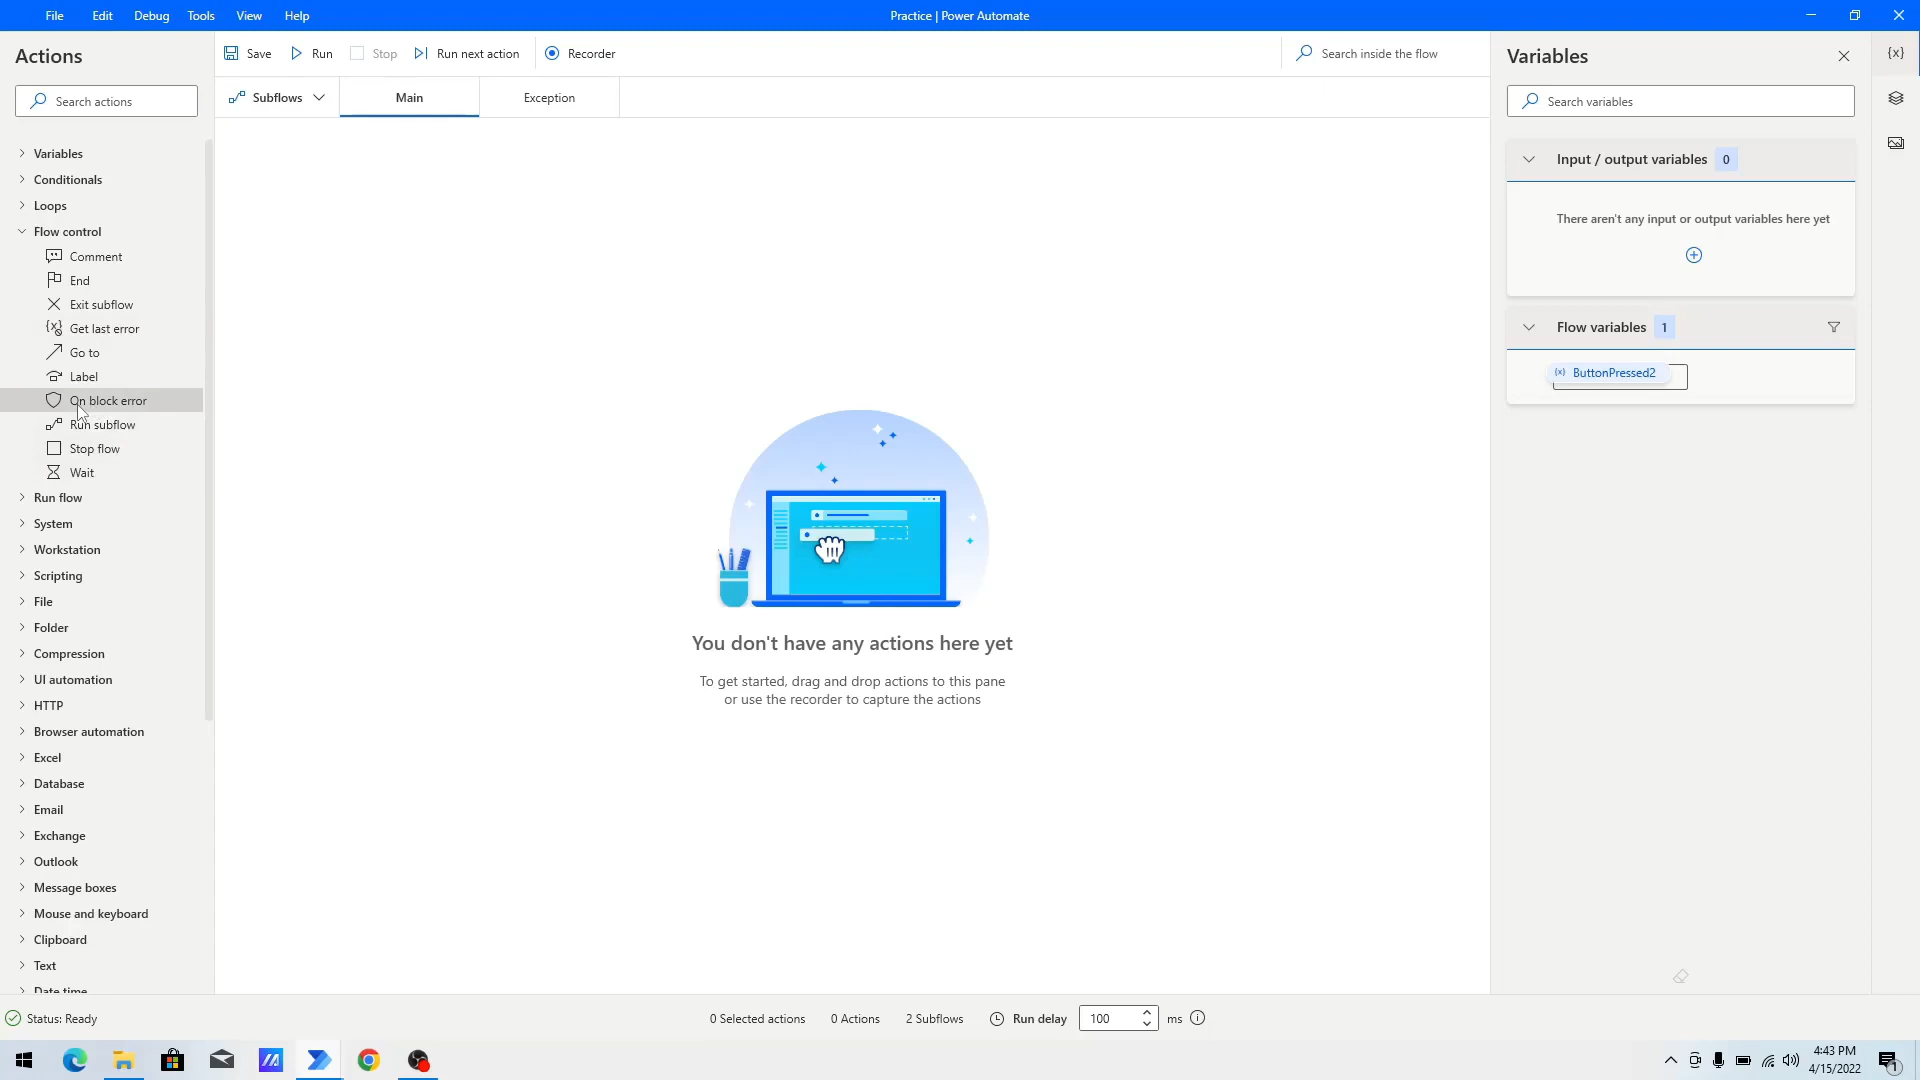 File Edit Debug Tools View Help
Practice | Power Automate
Actions
Search actions
Variables
Conditionals
Loops
Flow control
Comment
End
Exit subflow
Get last error
Go to
Label
On block error
Run subflow
Stop flow
Wait
Run flow
System
Workstation
Scripting
File
Folder
Compression
UI automation
HTTP
Browser automation
Excel
Database
Email
Exchange
Outlook
Message boxes
Mouse and keyboard
Clipboard
Text
Date time
Save Run Stop Run next action Recorder
Search inside the flow
Subflows Main Exception
You don't have any actions here yet
To get started, drag and drop actions to this pane
or use the recorder to capture the actions
Variables
{x}
Search variables
Input / output variables 0
There aren't any input or output variables here yet
Flow variables 1
(x) ButtonPressed2
Status: Ready
0 Selected actions 0 Actions 2 Subflows Run delay 100 ms
4:43 PM
4/15/2022
1